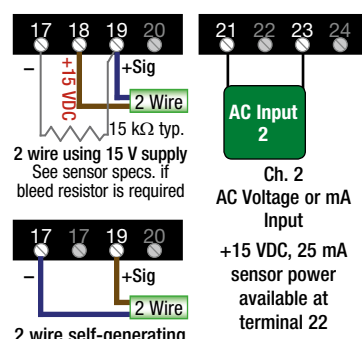 17 18 19 20
–
+15 VDC
+Sig
2 Wire
15 kΩ typ.
2 wire using 15 V supply
See sensor specs. if
bleed resistor is required
17 17 19 20
–
+Sig
2 Wire
2 wire self-generating
21 22 23 24
AC Input
2
Ch. 2
AC Voltage or mA
Input
+15 VDC, 25 mA
sensor power
available at
terminal 22